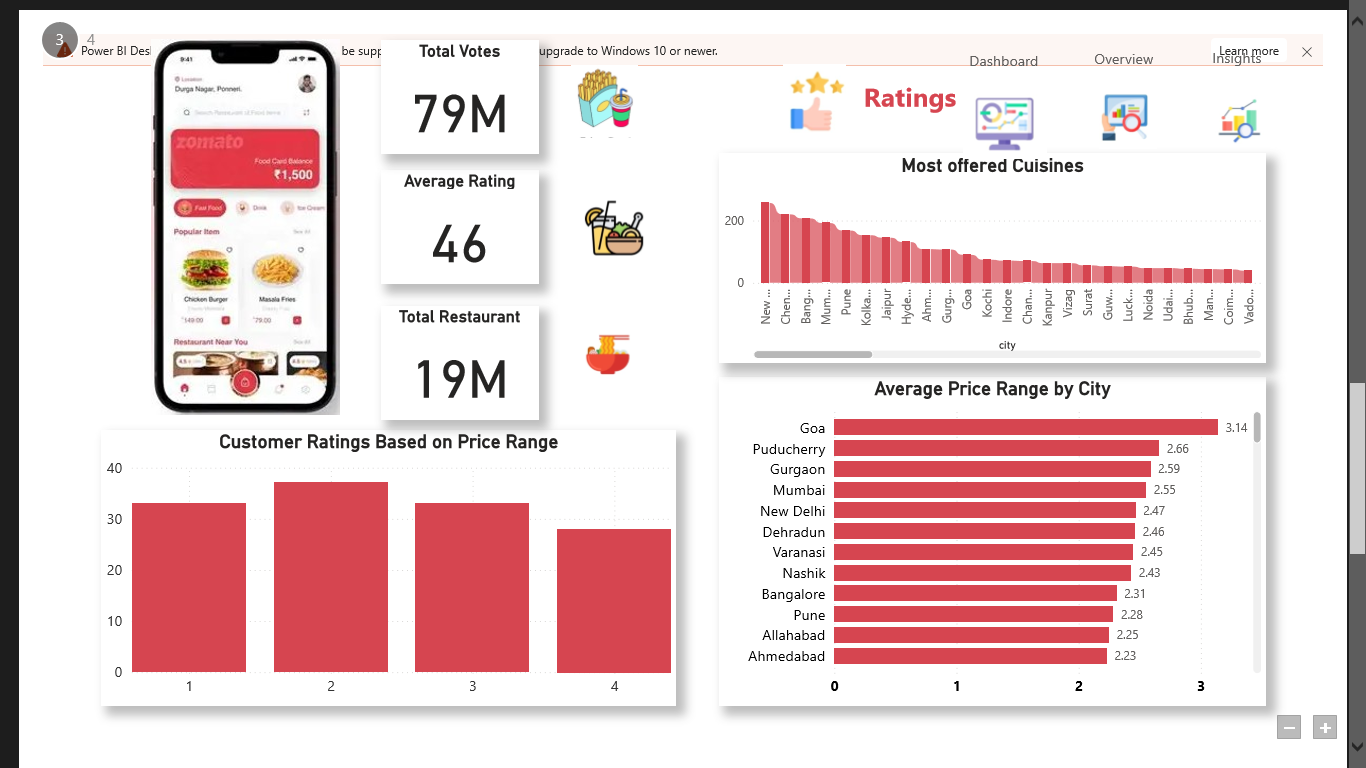 3
4
Power BI Des
be supp
upgrade to Windows 10 or newer.
Learn more
Dashboard
Overview
Insights
Ratings
9:41
Location
Durga Nagar, Ponneri.
Search Restaurant of Food Items
zomato
Food Card Balance
₹1,500
Fast Food
Drink
Ice Cream
Popular Item
See All
Chicken Burger
Masala Fries
149.00
79.00
Restaurant Near You
See All
4.5
Total Votes
79M
Average Rating
46
Total Restaurant
19M
Most offered Cuisines
200
0
New ...
Chen...
Bang...
Mum...
Pune
Kolka...
Jaipur
Hyde...
Ahm...
Gurg...
Goa
Kochi
Indore
Chan...
Kanpur
Vizag
Surat
Guw...
Luck...
Noida
Udai...
Bhub...
Man...
Coim...
Vado...
city
Customer Ratings Based on Price Range
40
30
20
10
0
1 2 3 4
Average Price Range by City
Goa 3.14
Puducherry 2.66
Gurgaon 2.59
Mumbai 2.55
New Delhi 2.47
Dehradun 2.46
Varanasi 2.45
Nashik 2.43
Bangalore 2.31
Pune 2.28
Allahabad 2.25
Ahmedabad 2.23
0 1 2 3